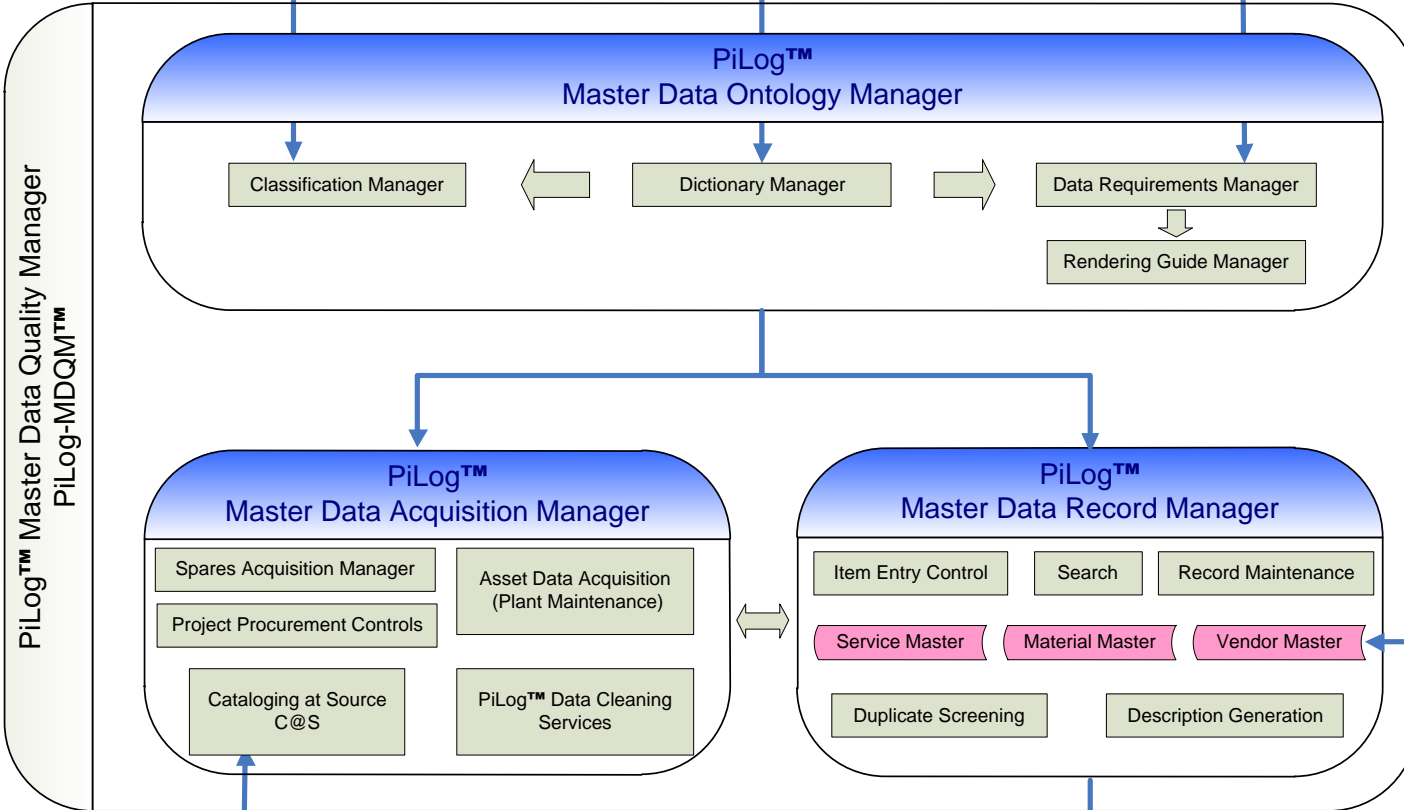 PiLog™ Master Data Quality Manager
PiLog-MDQM™
PiLog™
Master Data Ontology Manager
Classification Manager
Dictionary Manager
Data Requirements Manager
Rendering Guide Manager
PiLog™
Master Data Acquisition Manager
Spares Acquisition Manager
Asset Data Acquisition
(Plant Maintenance)
Project Procurement Controls
Cataloging at Source
C@S
PiLog™ Data Cleaning
Services
PiLog™
Master Data Record Manager
Item Entry Control
Search
Record Maintenance
Service Master
Material Master
Vendor Master
Duplicate Screening
Description Generation